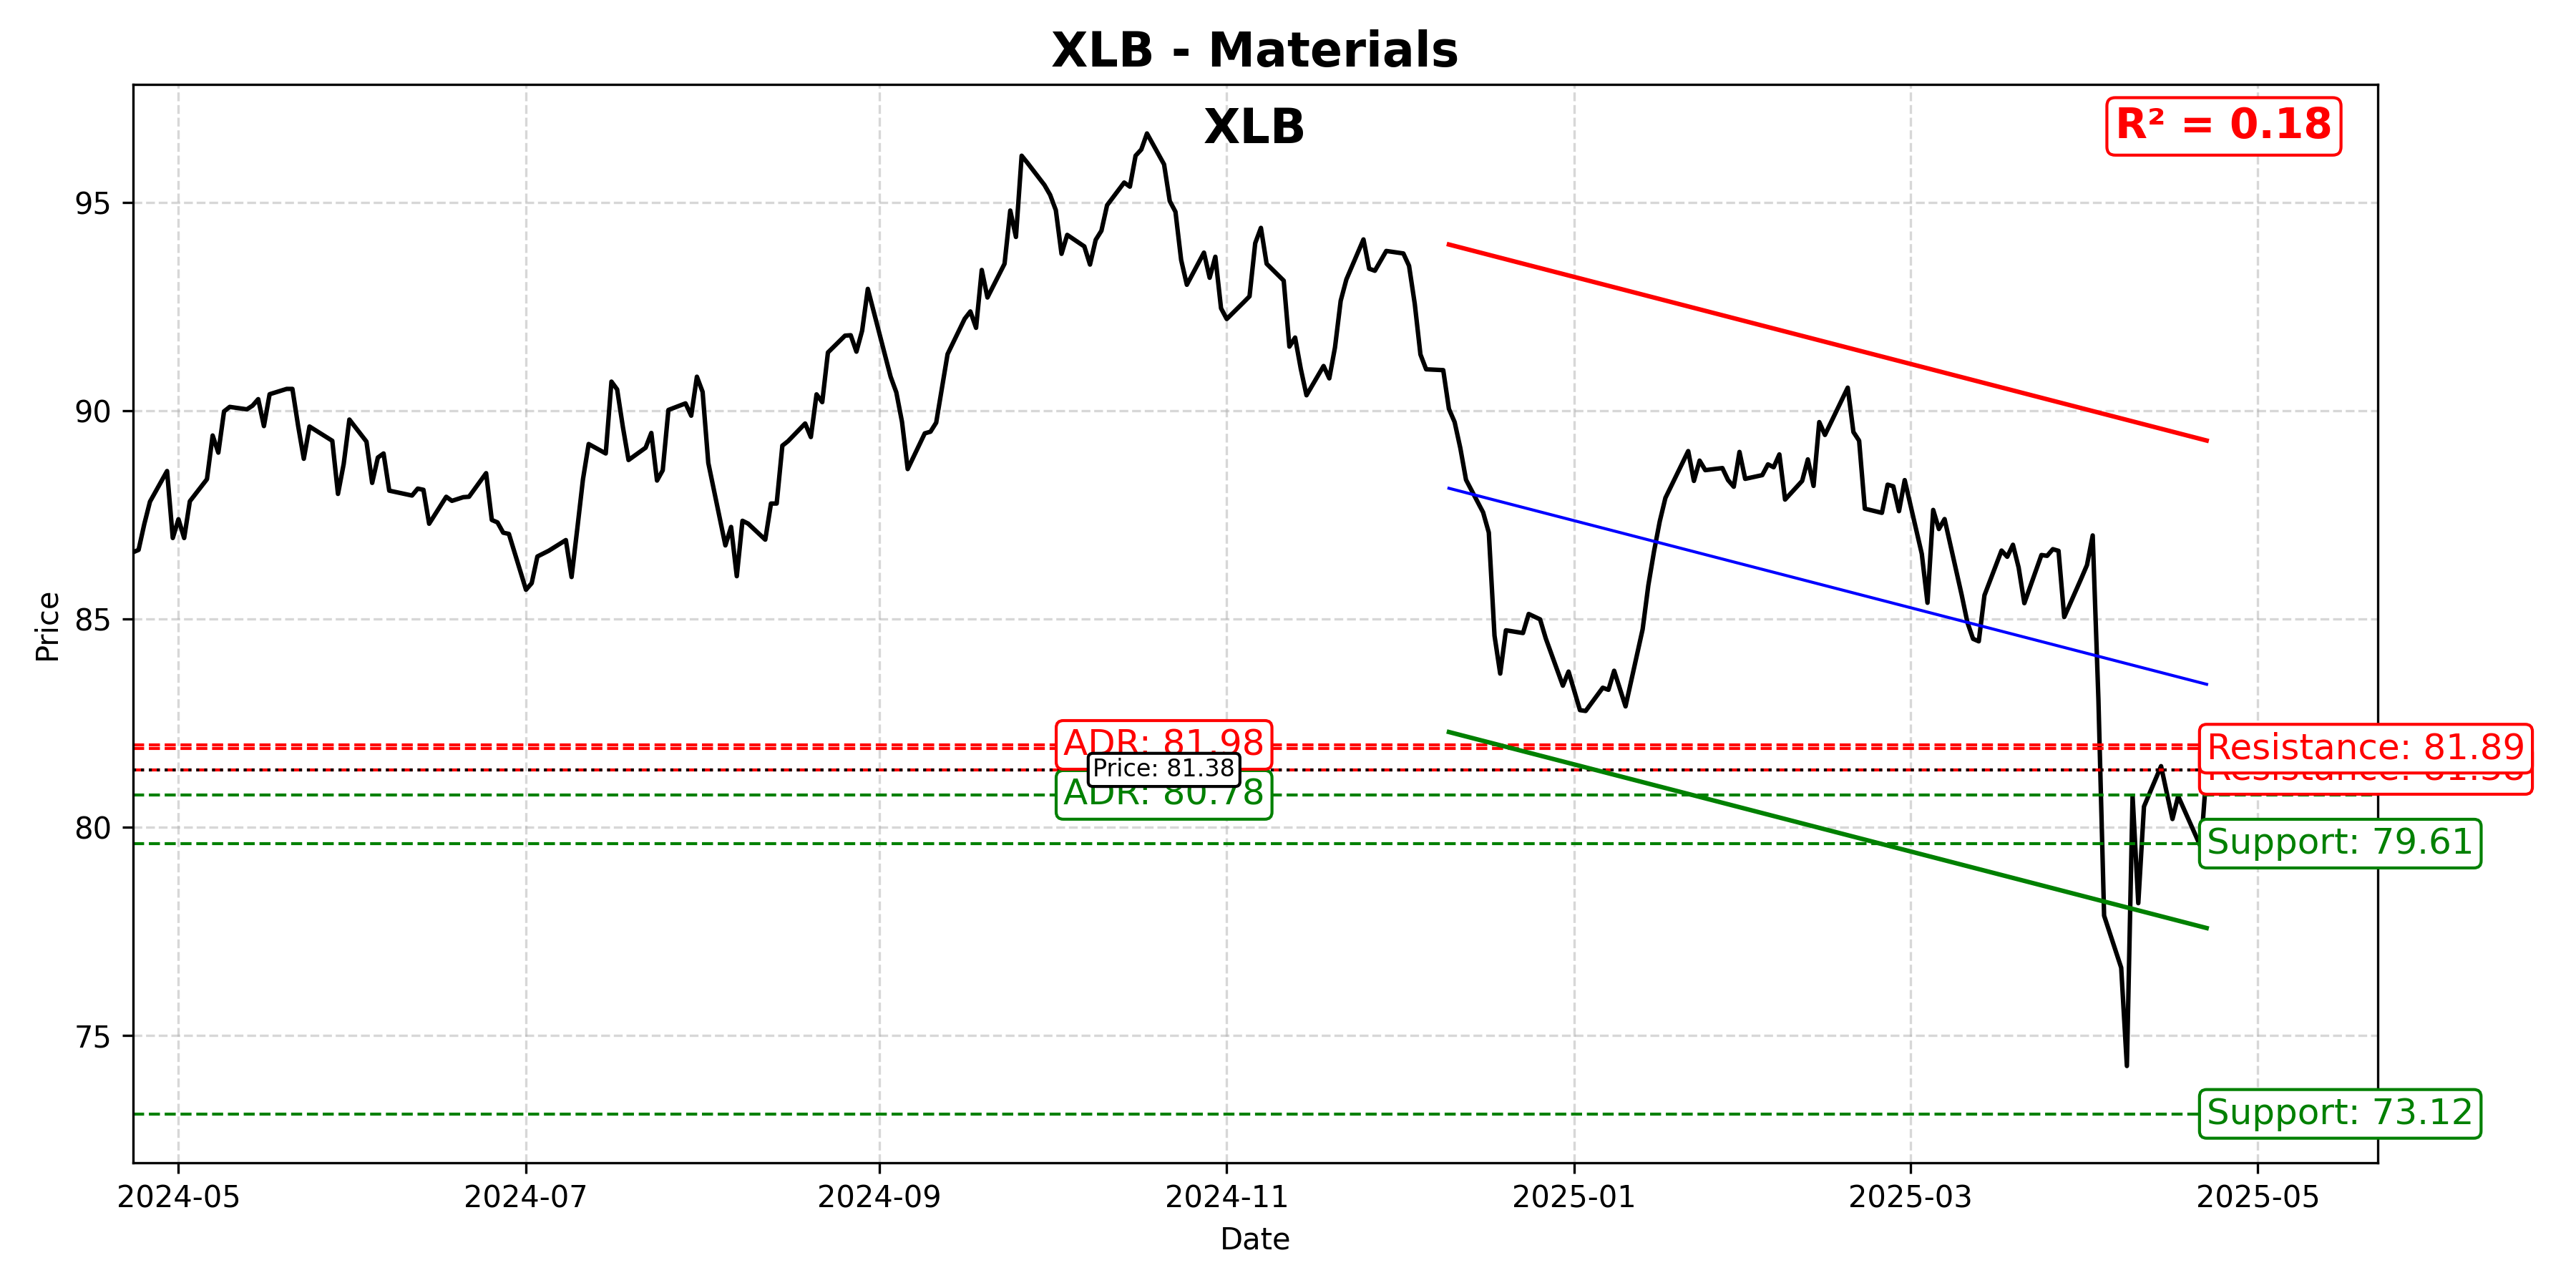 XLB - Materials
XLB
R² = 0.18
Price
95
90
85
80
75
ADR: 81.98
Price: 81.38
ADR: 80.78
Resistance: 81.89
Resistance: 81.38
Support: 79.61
Support: 73.12
2024-05
2024-07
2024-09
2024-11
2025-01
2025-03
2025-05
Date